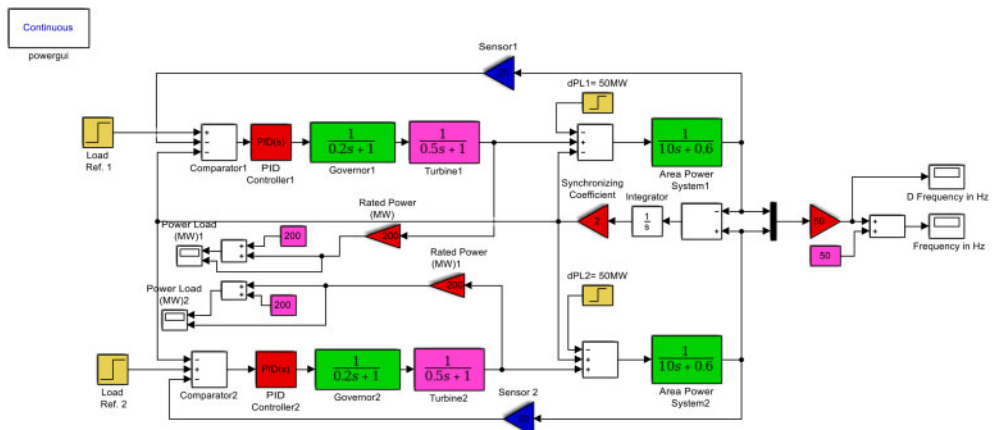 Continuous
powergui
Sensor1
20
dPL1= 50MW
Load
Ref. 1
+
−
−
Comparator1
PID(s)
PID
Controller1
1
0.2s + 1
Governor1
1
0.5s + 1
Turbine1
−
+
−
1
10s + 0.6
Area Power
System1
Synchronizing
Coefficient
2
Integrator
1
s
−
+
50
D Frequency in Hz
+
+
50
Frequency in Hz
Power Load
(MW)1
+
+
200
Rated Power
(MW)
200
Power Load
(MW)2
+
+
200
Rated Power
(MW)1
200
dPL2= 50MW
Load
Ref. 2
−
+
−
Comparator2
PID(s)
PID
Controller2
1
0.2s + 1
Governor2
1
0.5s + 1
Turbine2
Sensor 2
20
−
+
+
1
10s + 0.6
Area Power
System2